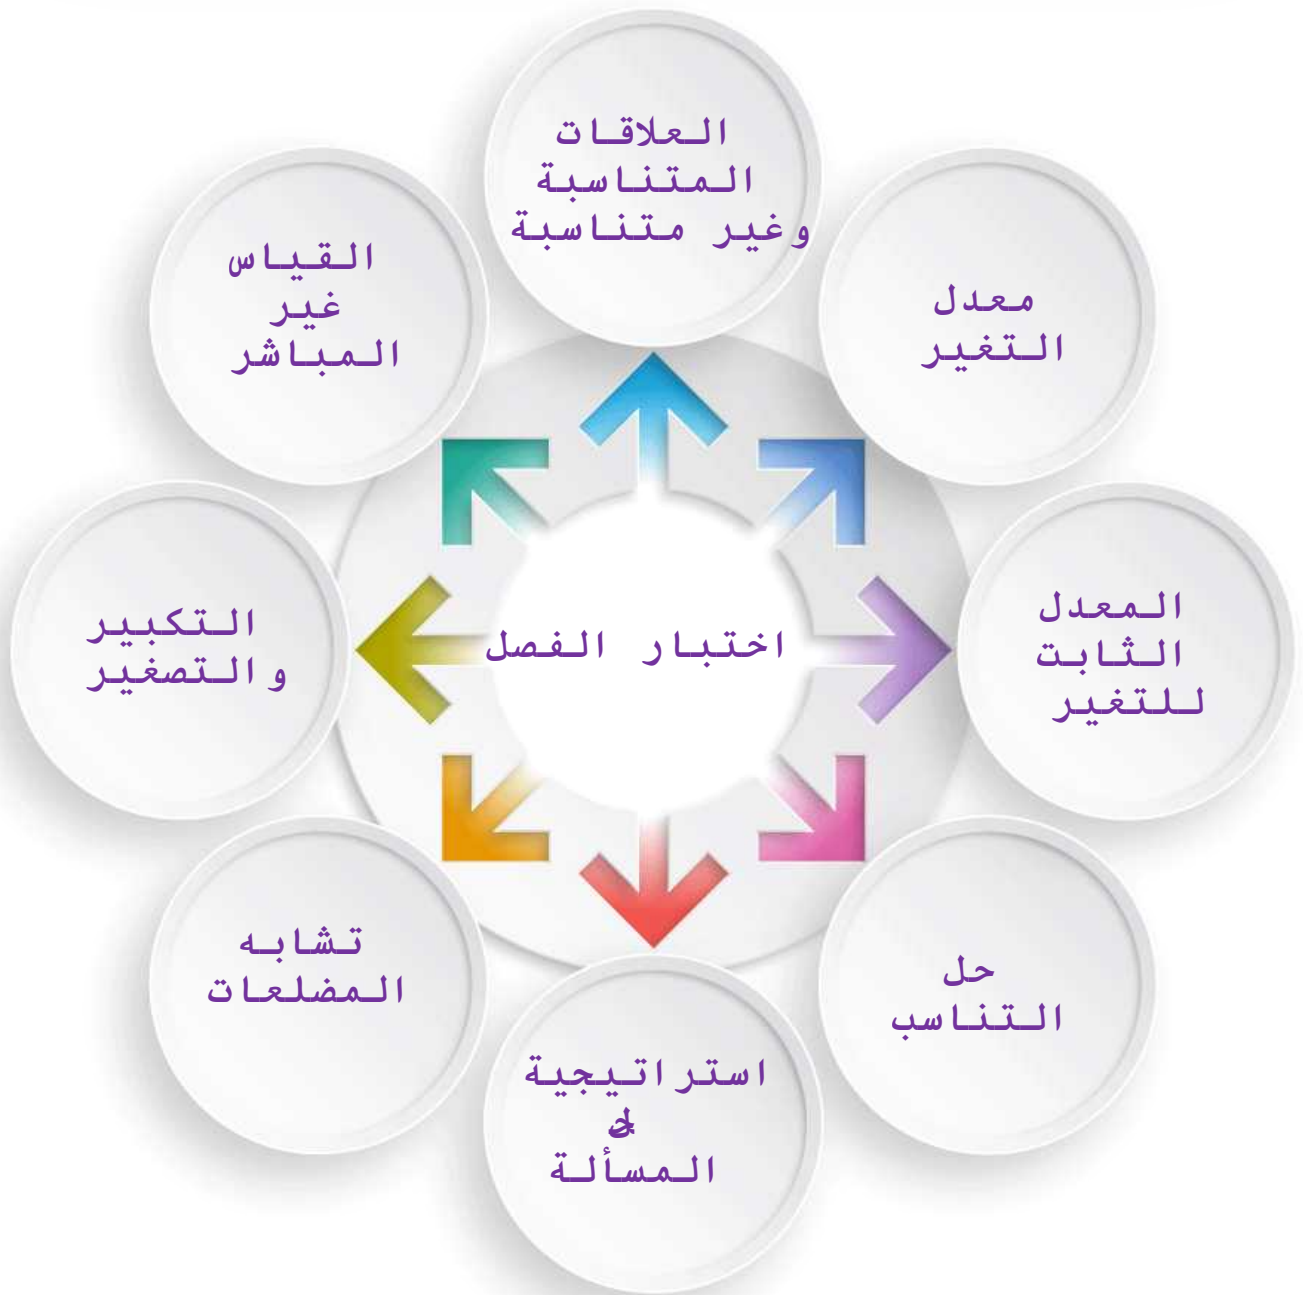 العلاقات
المتناسبة
وغير متناسبة
معدل
التغير
المعدل
الثابت
للتغير
حل
التناسب
استراتيجية
المسألة
تشابه
المضلعات
التكبير
والتصغير
القياس
غير
المباشر
اختبار الفصل